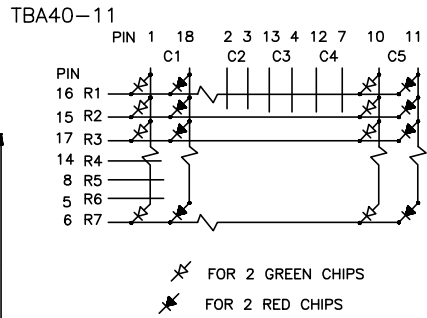 TBA40-11
PIN 1 18 2 3 13 4 12 7 10 11
C1 C2 C3 C4 C5
PIN
16 R1
15 R2
17 R3
14 R4
8 R5
5 R6
6 R7
FOR 2 GREEN CHIPS
FOR 2 RED CHIPS